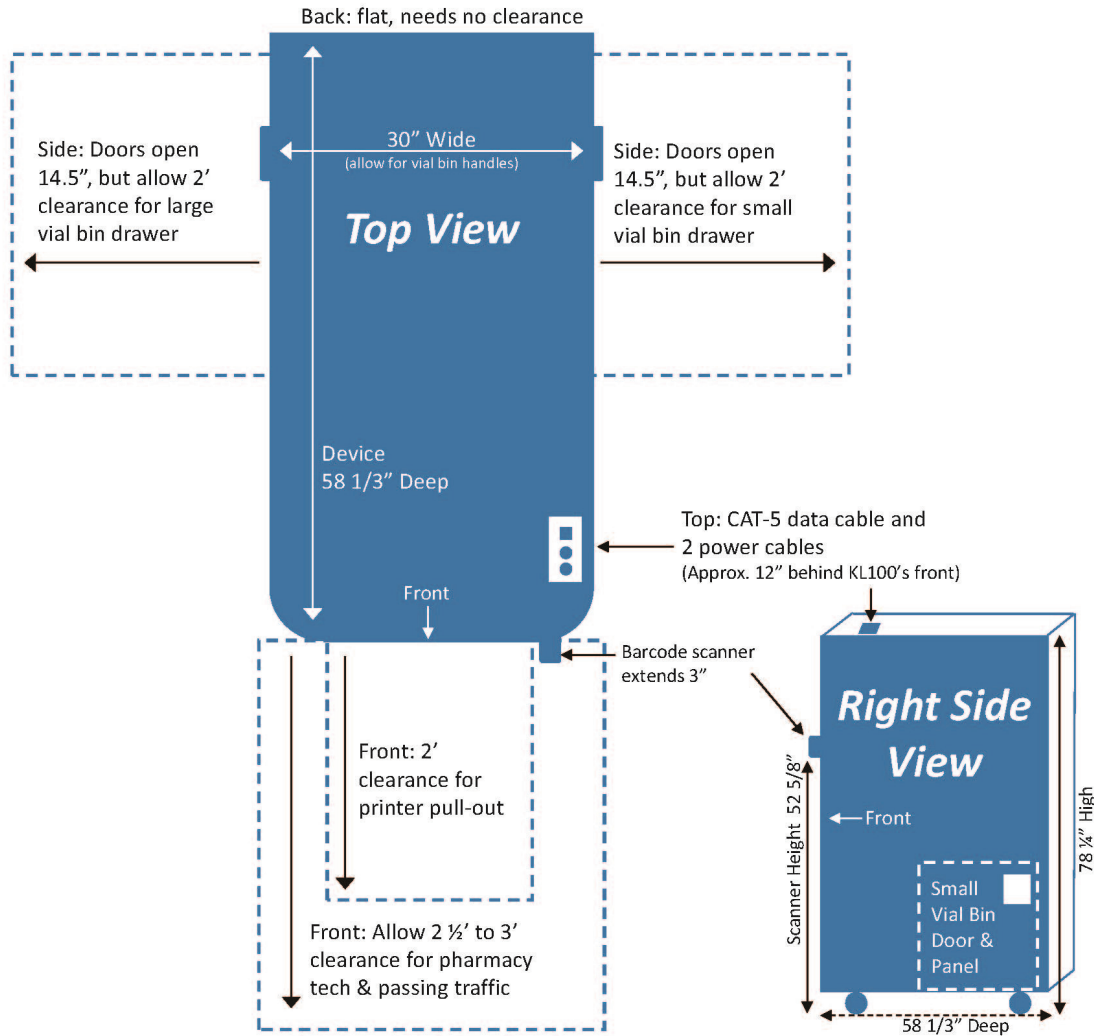 Back: flat, needs no clearance
30” Wide
(allow for vial bin handles)
Side: Doors open
14.5”, but allow 2’
clearance for large
vial bin drawer
Side: Doors open
14.5”, but allow 2’
clearance for small
vial bin drawer
Top View
Device
58 1/3” Deep
Top: CAT-5 data cable and
2 power cables
(Approx. 12” behind KL100’s front)
Front
Barcode scanner
extends 3”
Right Side
View
Front: 2’
clearance for
printer pull-out
Scanner Height 52 5/8”
Front
78 ¼” High
Small
Vial Bin
Door &
Panel
Front: Allow 2 ½’ to 3’
clearance for pharmacy
tech & passing traffic
58 1/3” Deep